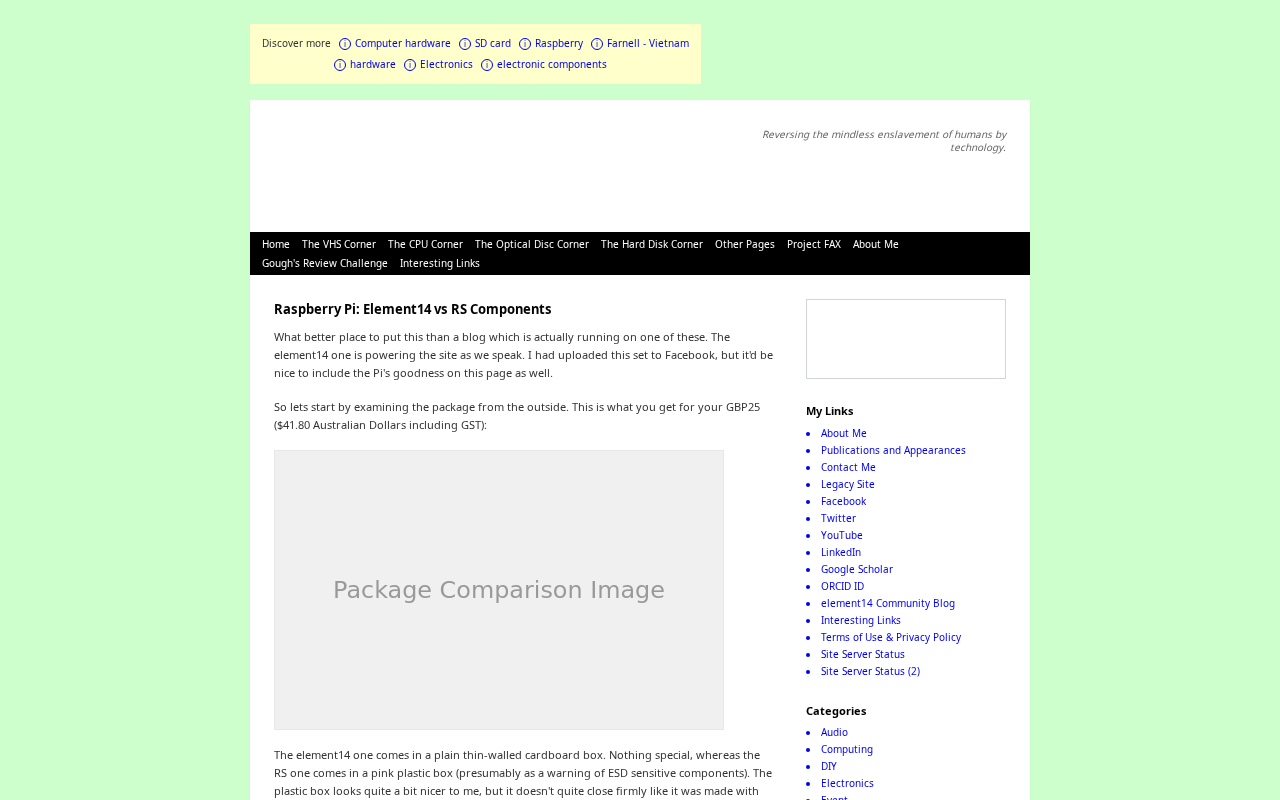 Discover more Computer hardware SD card Raspberry Farnell - Vietnam
hardware Electronics electronic components
Reversing the mindless enslavement of humans by
technology.
Home The VHS Corner The CPU Corner The Optical Disc Corner The Hard Disk Corner Other Pages Project FAX About Me
Gough's Review Challenge Interesting Links
Raspberry Pi: Element14 vs RS Components
What better place to put this than a blog which is actually running on one of these. The
element14 one is powering the site as we speak. I had uploaded this set to Facebook, but it'd be
nice to include the Pi's goodness on this page as well.
So lets start by examining the package from the outside. This is what you get for your GBP25
($41.80 Australian Dollars including GST):
Package Comparison Image
The element14 one comes in a plain thin-walled cardboard box. Nothing special, whereas the
RS one comes in a pink plastic box (presumably as a warning of ESD sensitive components). The
plastic box looks quite a bit nicer to me, but it doesn't quite close firmly like it was made with
My Links
About Me
Publications and Appearances
Contact Me
Legacy Site
Facebook
Twitter
YouTube
LinkedIn
Google Scholar
ORCID ID
element14 Community Blog
Interesting Links
Terms of Use & Privacy Policy
Site Server Status
Site Server Status (2)
Categories
Audio
Computing
DIY
Electronics
Event